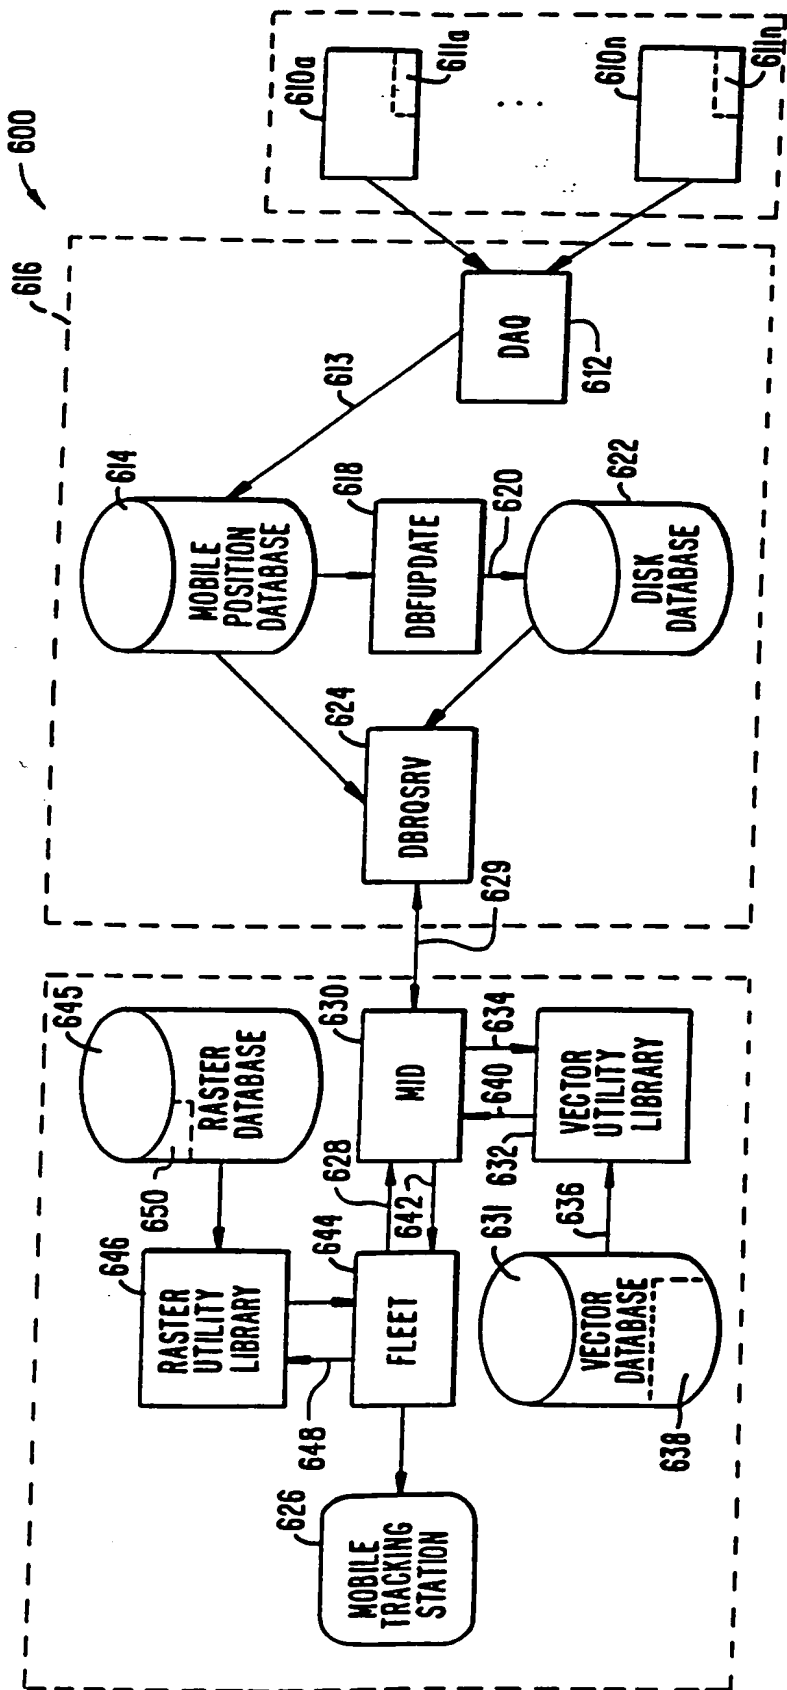 600
616
645
RASTER
DATABASE
650
646
RASTER
UTILITY
LIBRARY
648
626
MOBILE
TRACKING
STATION
644
FLEET
628
642
630
MID
634
640
632
VECTOR
UTILITY
LIBRARY
636
631
VECTOR
DATABASE
638
629
624
DBRQSRV
614
MOBILE
POSITION
DATABASE
618
DBFUPDATE
620
622
DISK
DATABASE
613
DAQ
612
610a
611a
...
610n
611n